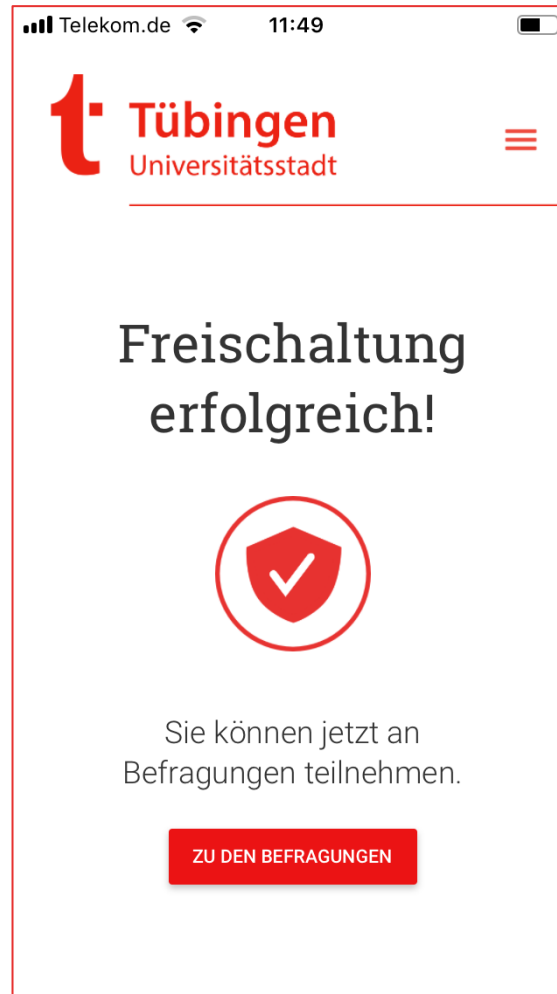 Telekom.de 11:49
Tübingen
Universitätsstadt
Freischaltung
erfolgreich!
Sie können jetzt an
Befragungen teilnehmen.
ZU DEN BEFRAGUNGEN